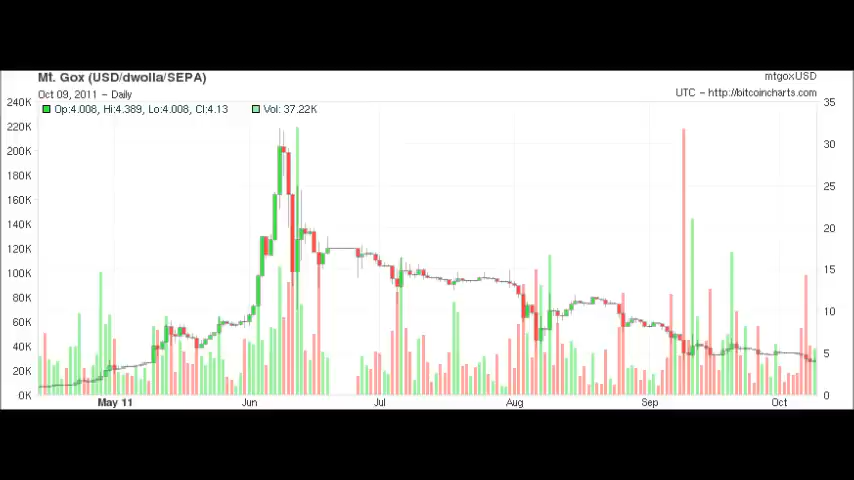 Mt. Gox (USD/dwolla/SEPA)
mtgoxUSD
Oct 09, 2011 - Daily
UTC - http://bitcoincharts.com
Op:4.008, Hi:4.389, Lo:4.008, Cl:4.13
Vol: 37.22K
240K
35
220K
200K
30
180K
160K
25
140K
20
120K
100K
15
80K
10
60K
40K
5
20K
0K
0
May 11
Jun
Jul
Aug
Sep
Oct